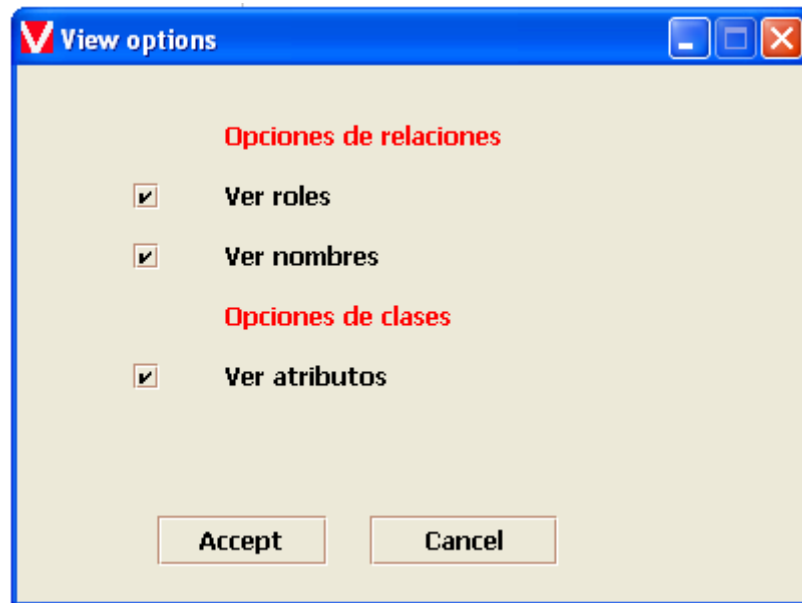 View options
Opciones de relaciones
Ver roles
Ver nombres
Opciones de clases
Ver atributos
Accept Cancel